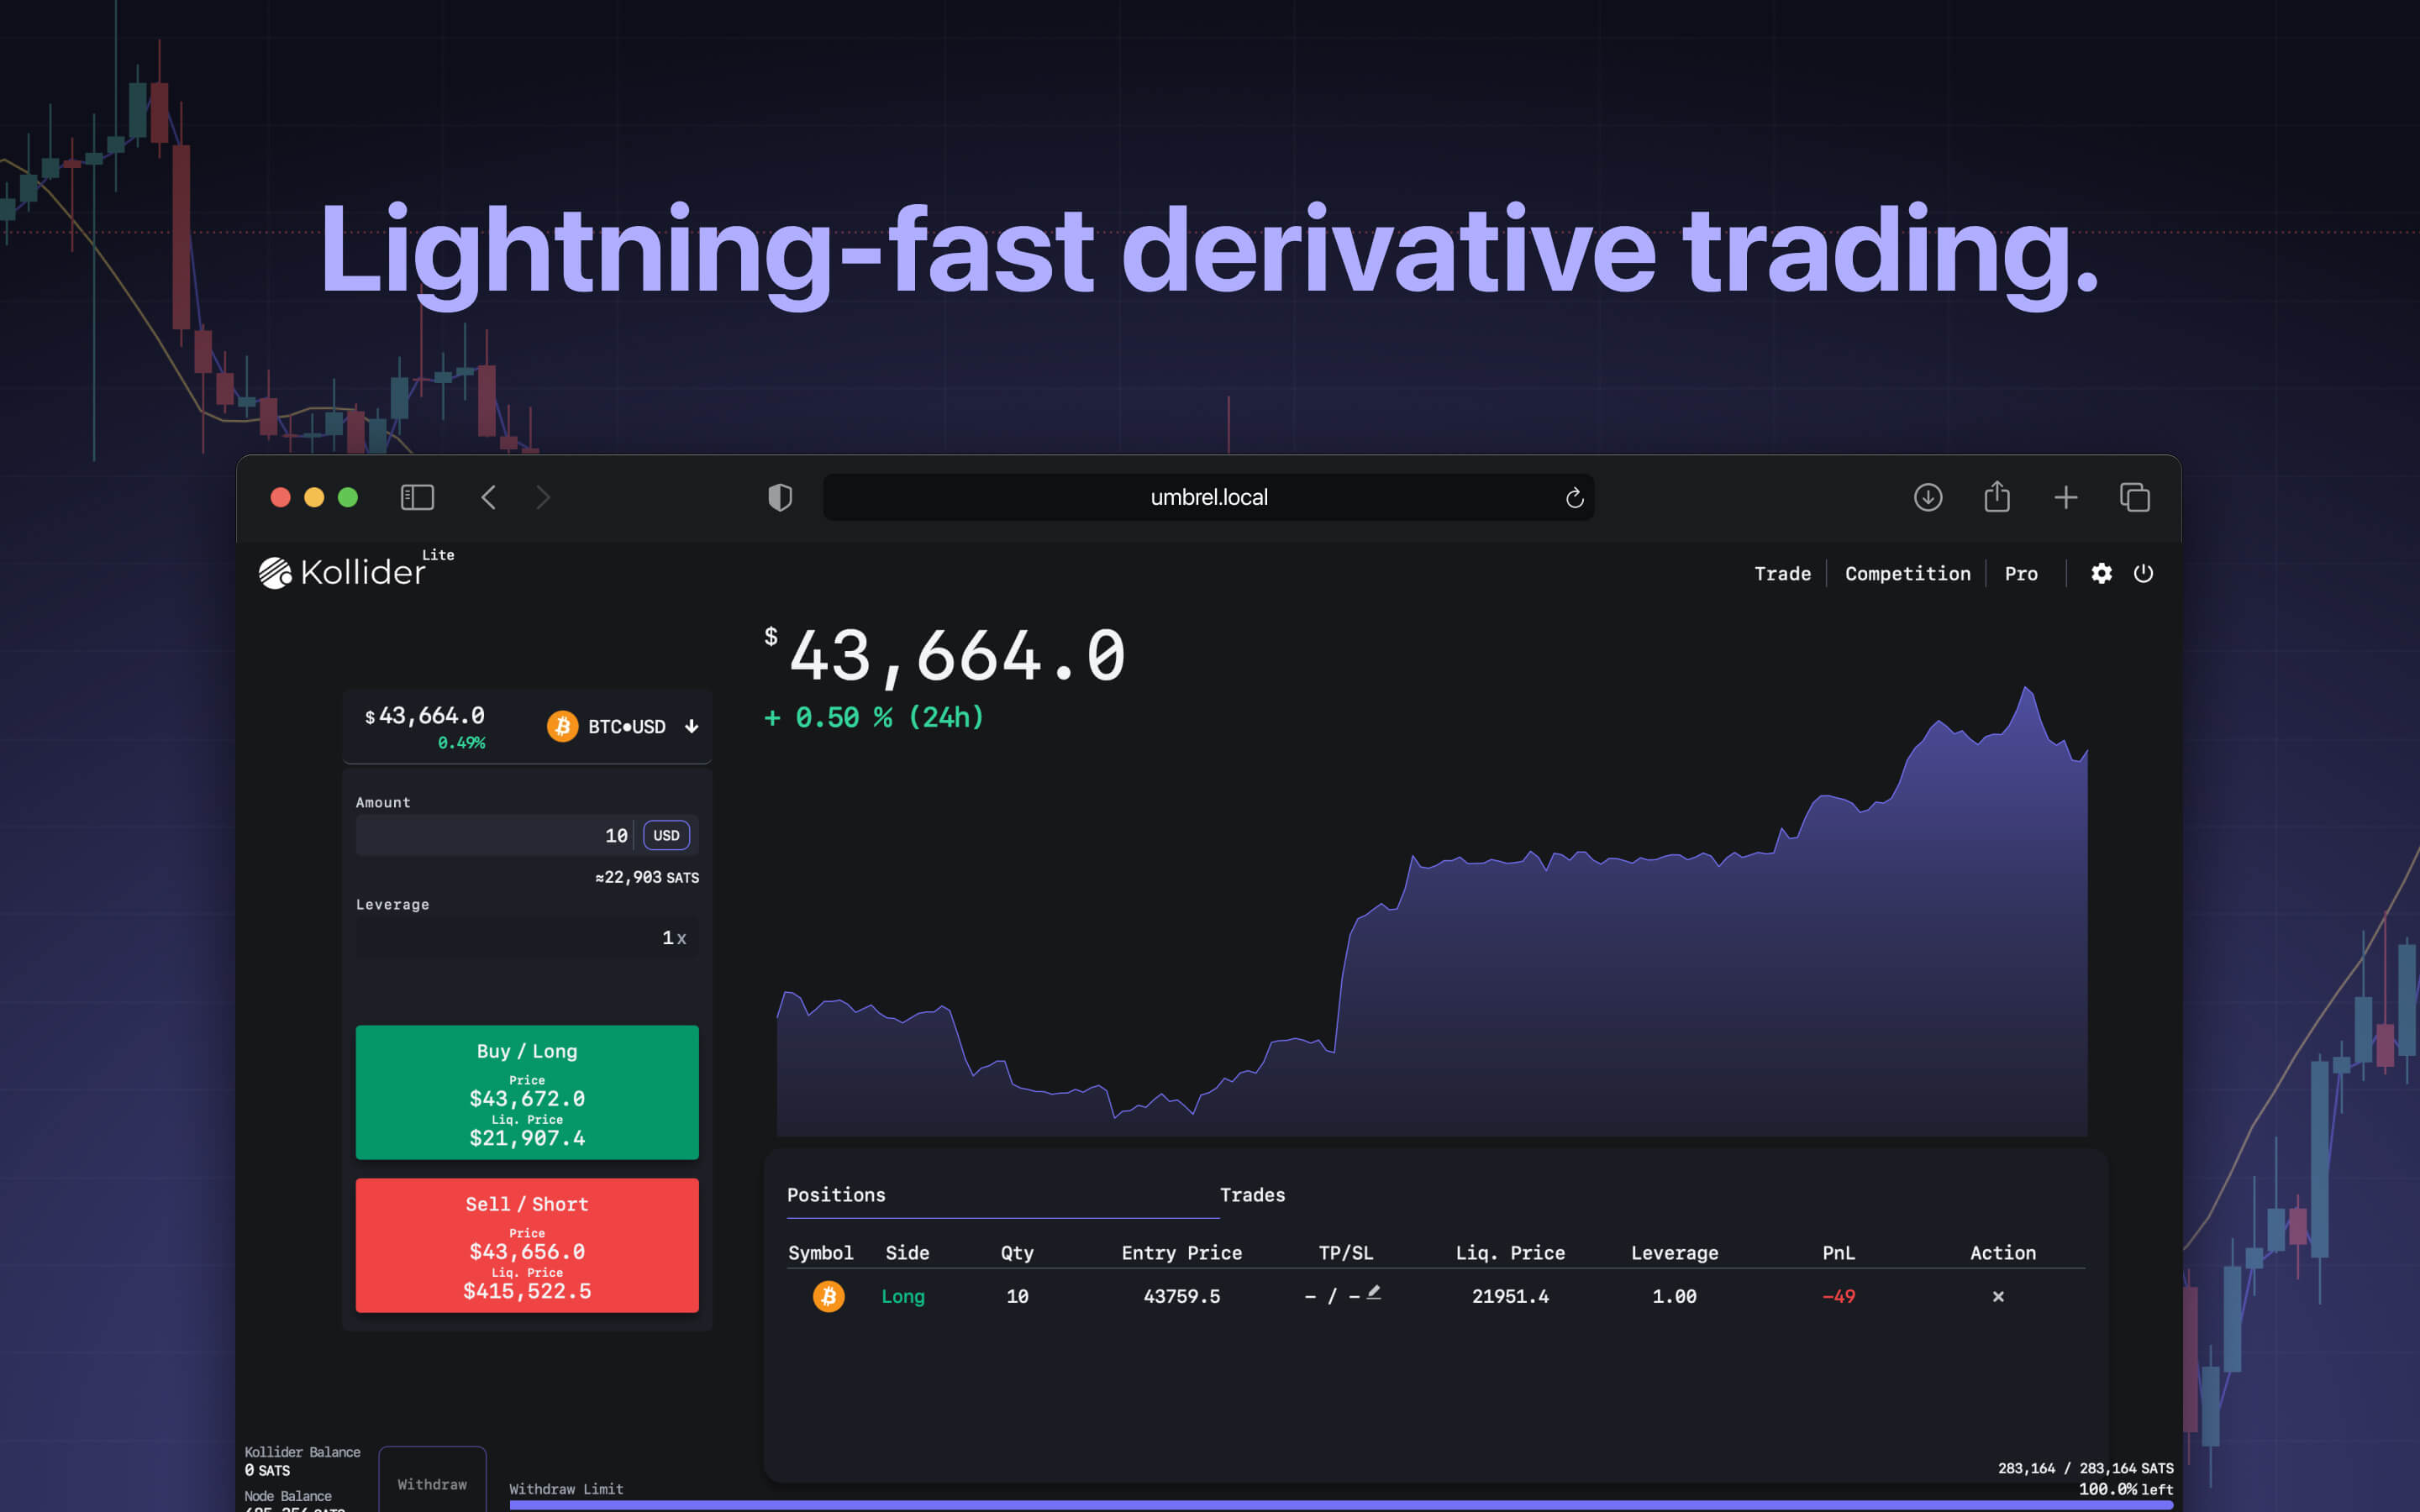 Lightning-fast derivative trading.
umbrel.local
Kollider Lite
Trade Competition Pro
$43,664.0
+ 0.50 % (24h)
$43,664.0
0.49%
BTC•USD
Amount
10 USD
≈22,903 SATS
Leverage
1x
Buy / Long
Price
$43,672.0
Liq. Price
$21,907.4
Sell / Short
Price
$43,656.0
Liq. Price
$415,522.5
Positions Trades
Symbol Side Qty Entry Price TP/SL Liq. Price Leverage PnL Action
Long 10 43759.5 – / – 21951.4 1.00 –49 ×
Kollider Balance
0 SATS
Node Balance
Withdraw
Withdraw Limit
283,164 / 283,164 SATS
100.0% left